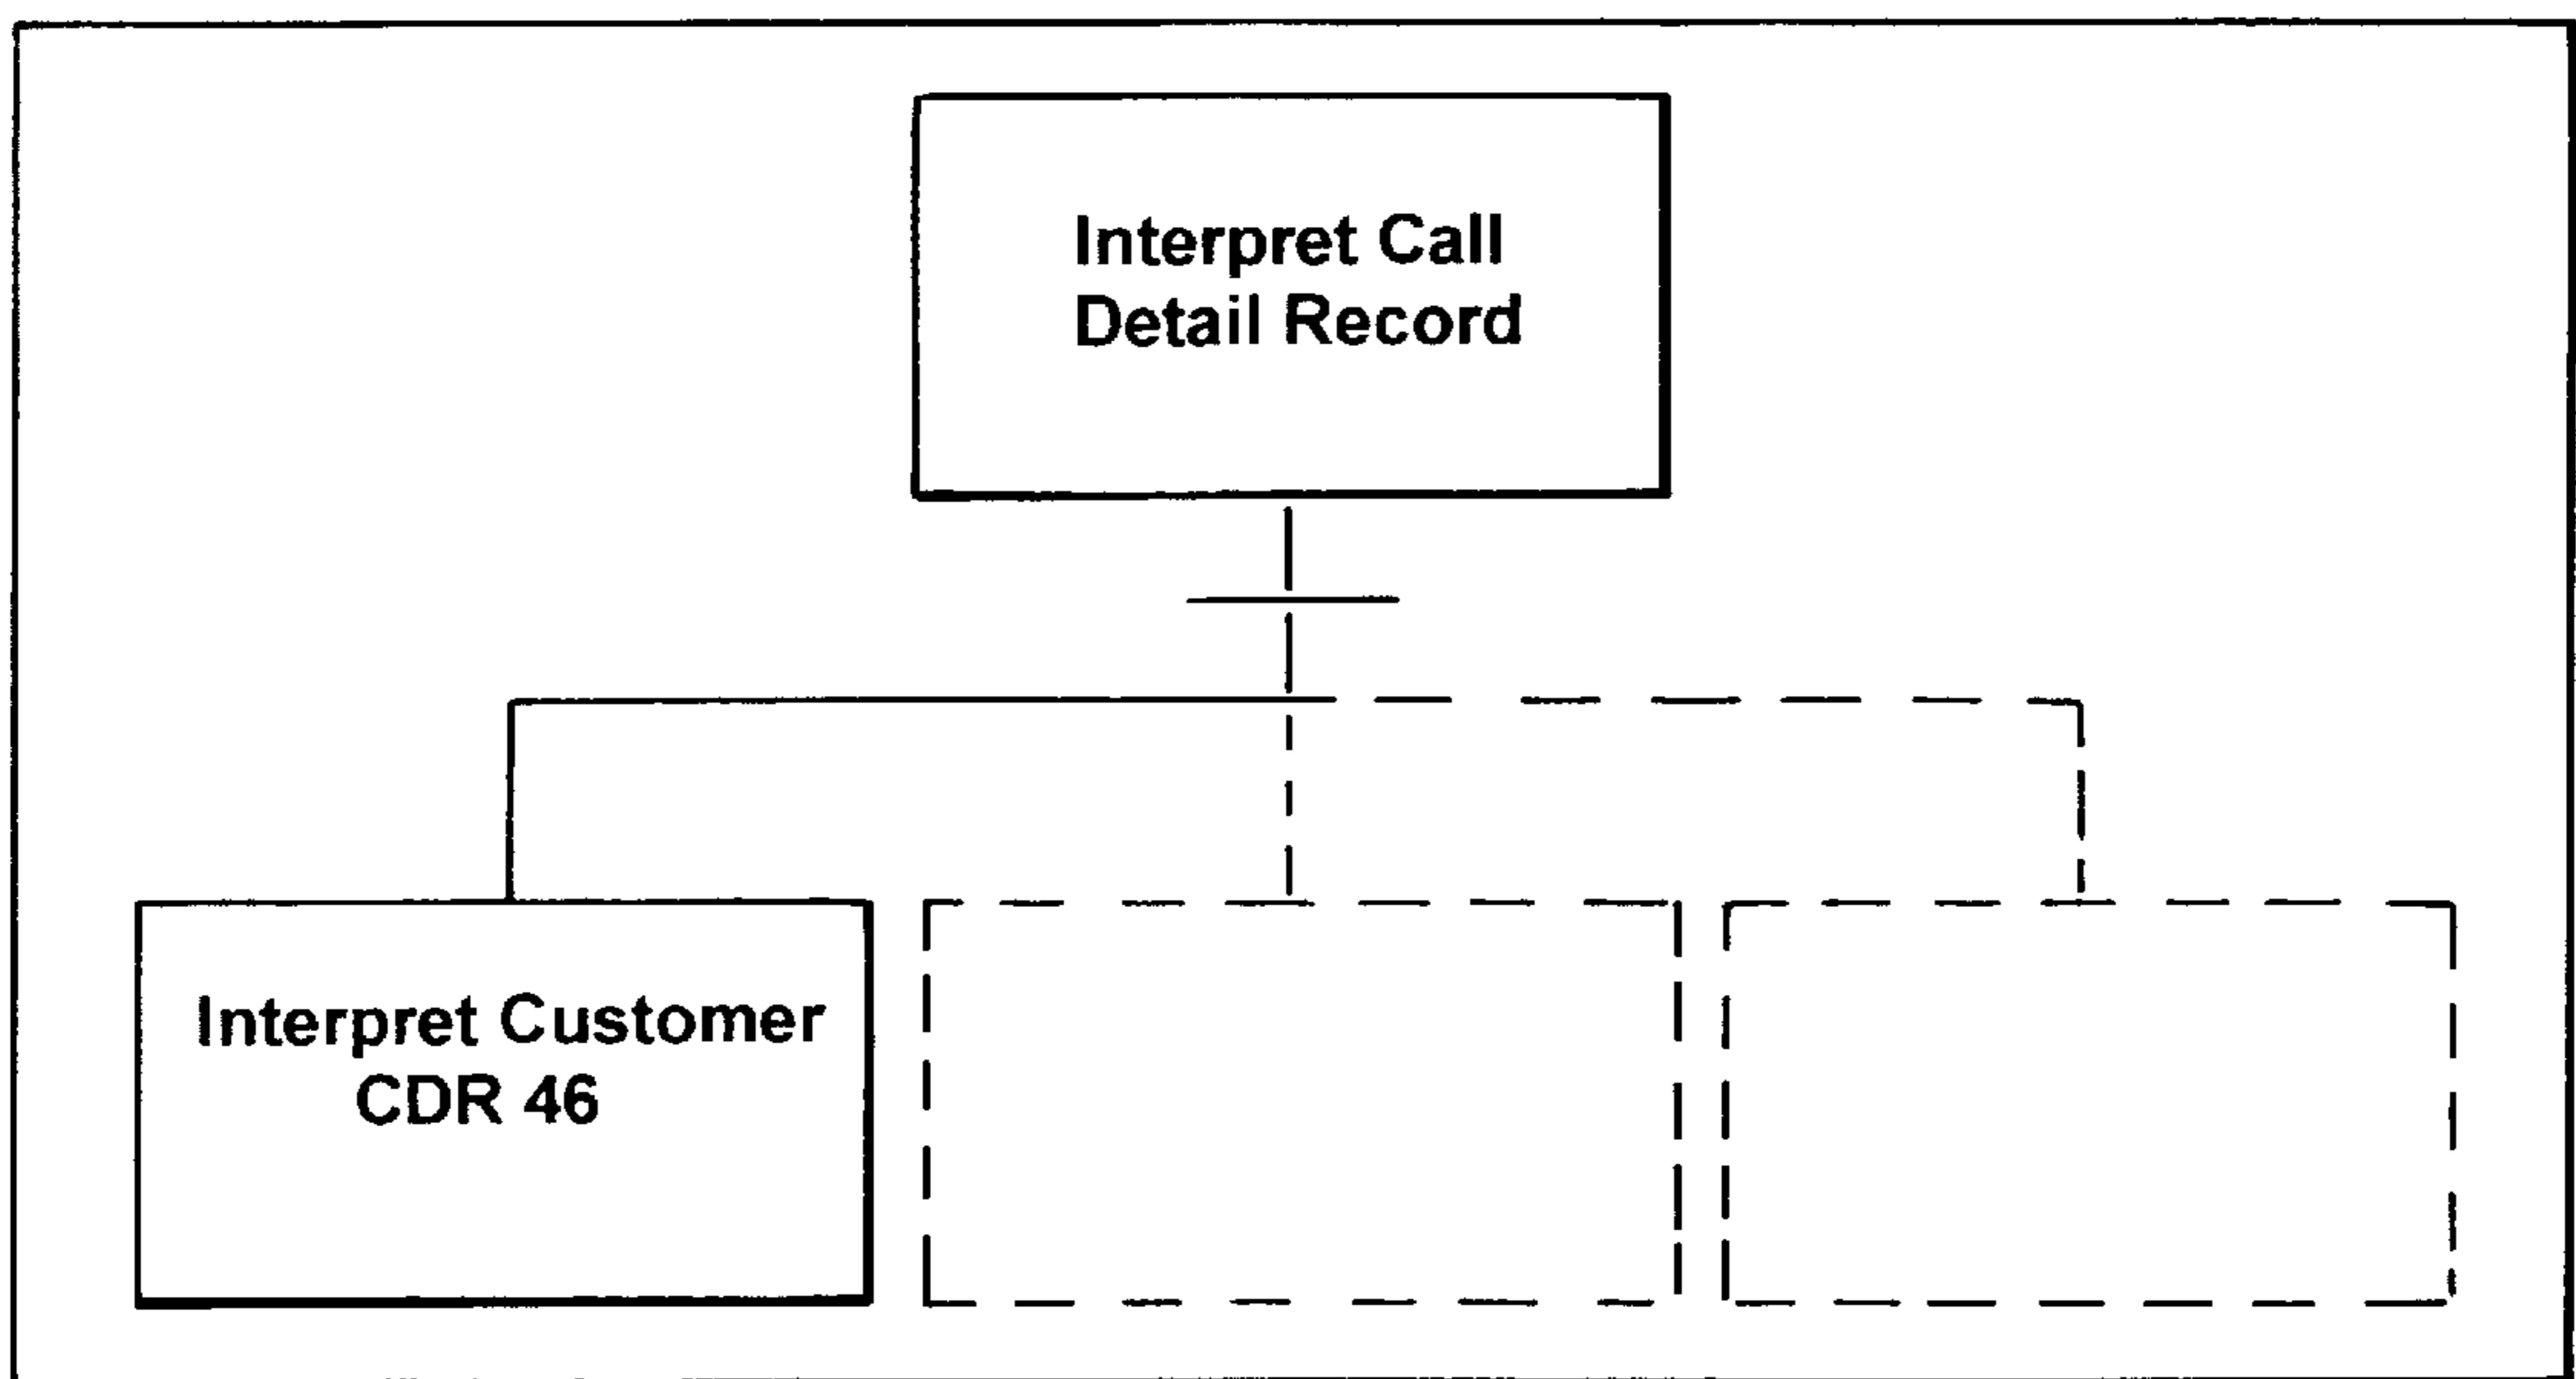 Interpret Call
Detail Record
Interpret Customer
CDR 46